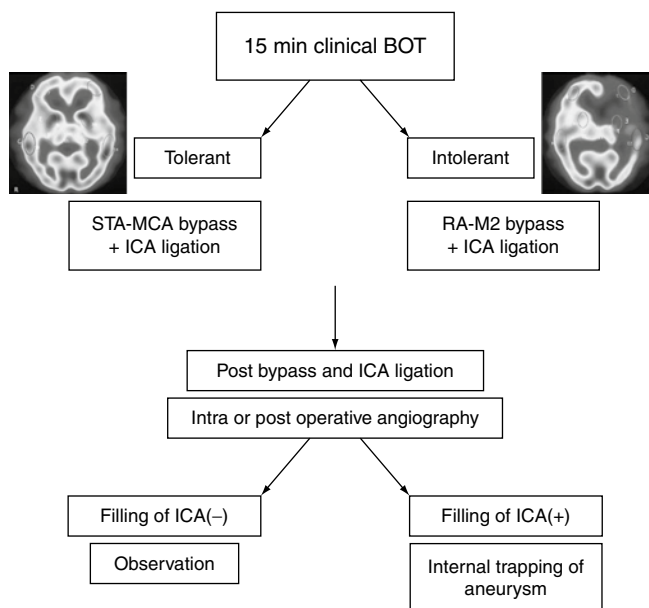 15 min clinical BOT
Tolerant
Intolerant
STA-MCA bypass
+ ICA ligation
RA-M2 bypass
+ ICA ligation
Post bypass and ICA ligation
Intra or post operative angiography
Filling of ICA(−)
Filling of ICA(+)
Observation
Internal trapping of
aneurysm